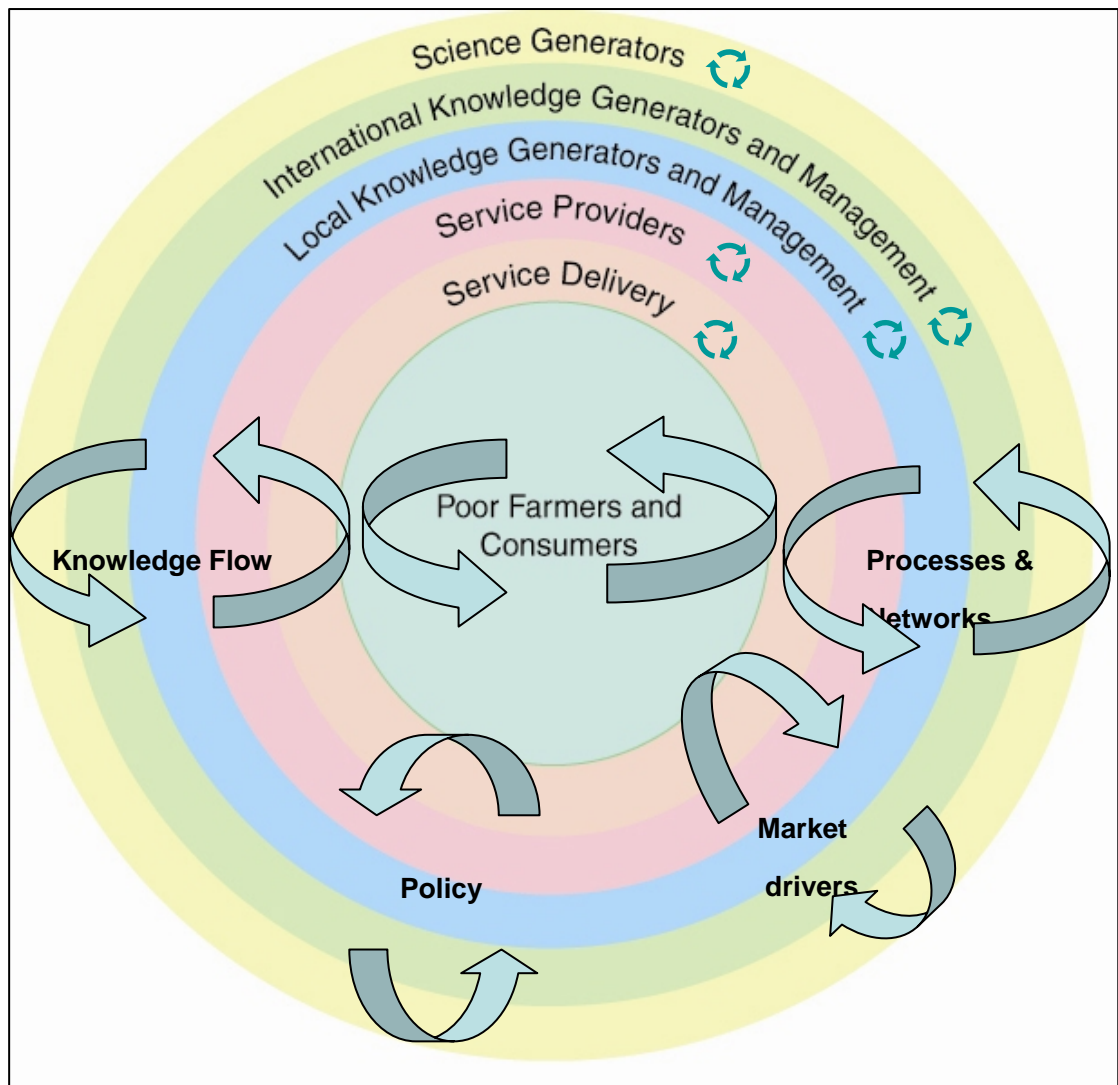 Science Generators
International Knowledge Generators and Management
Local Knowledge Generators and Management
Service Providers
Service Delivery
Poor Farmers and
Consumers
Knowledge Flow
Processes &
Networks
Market
drivers
Policy